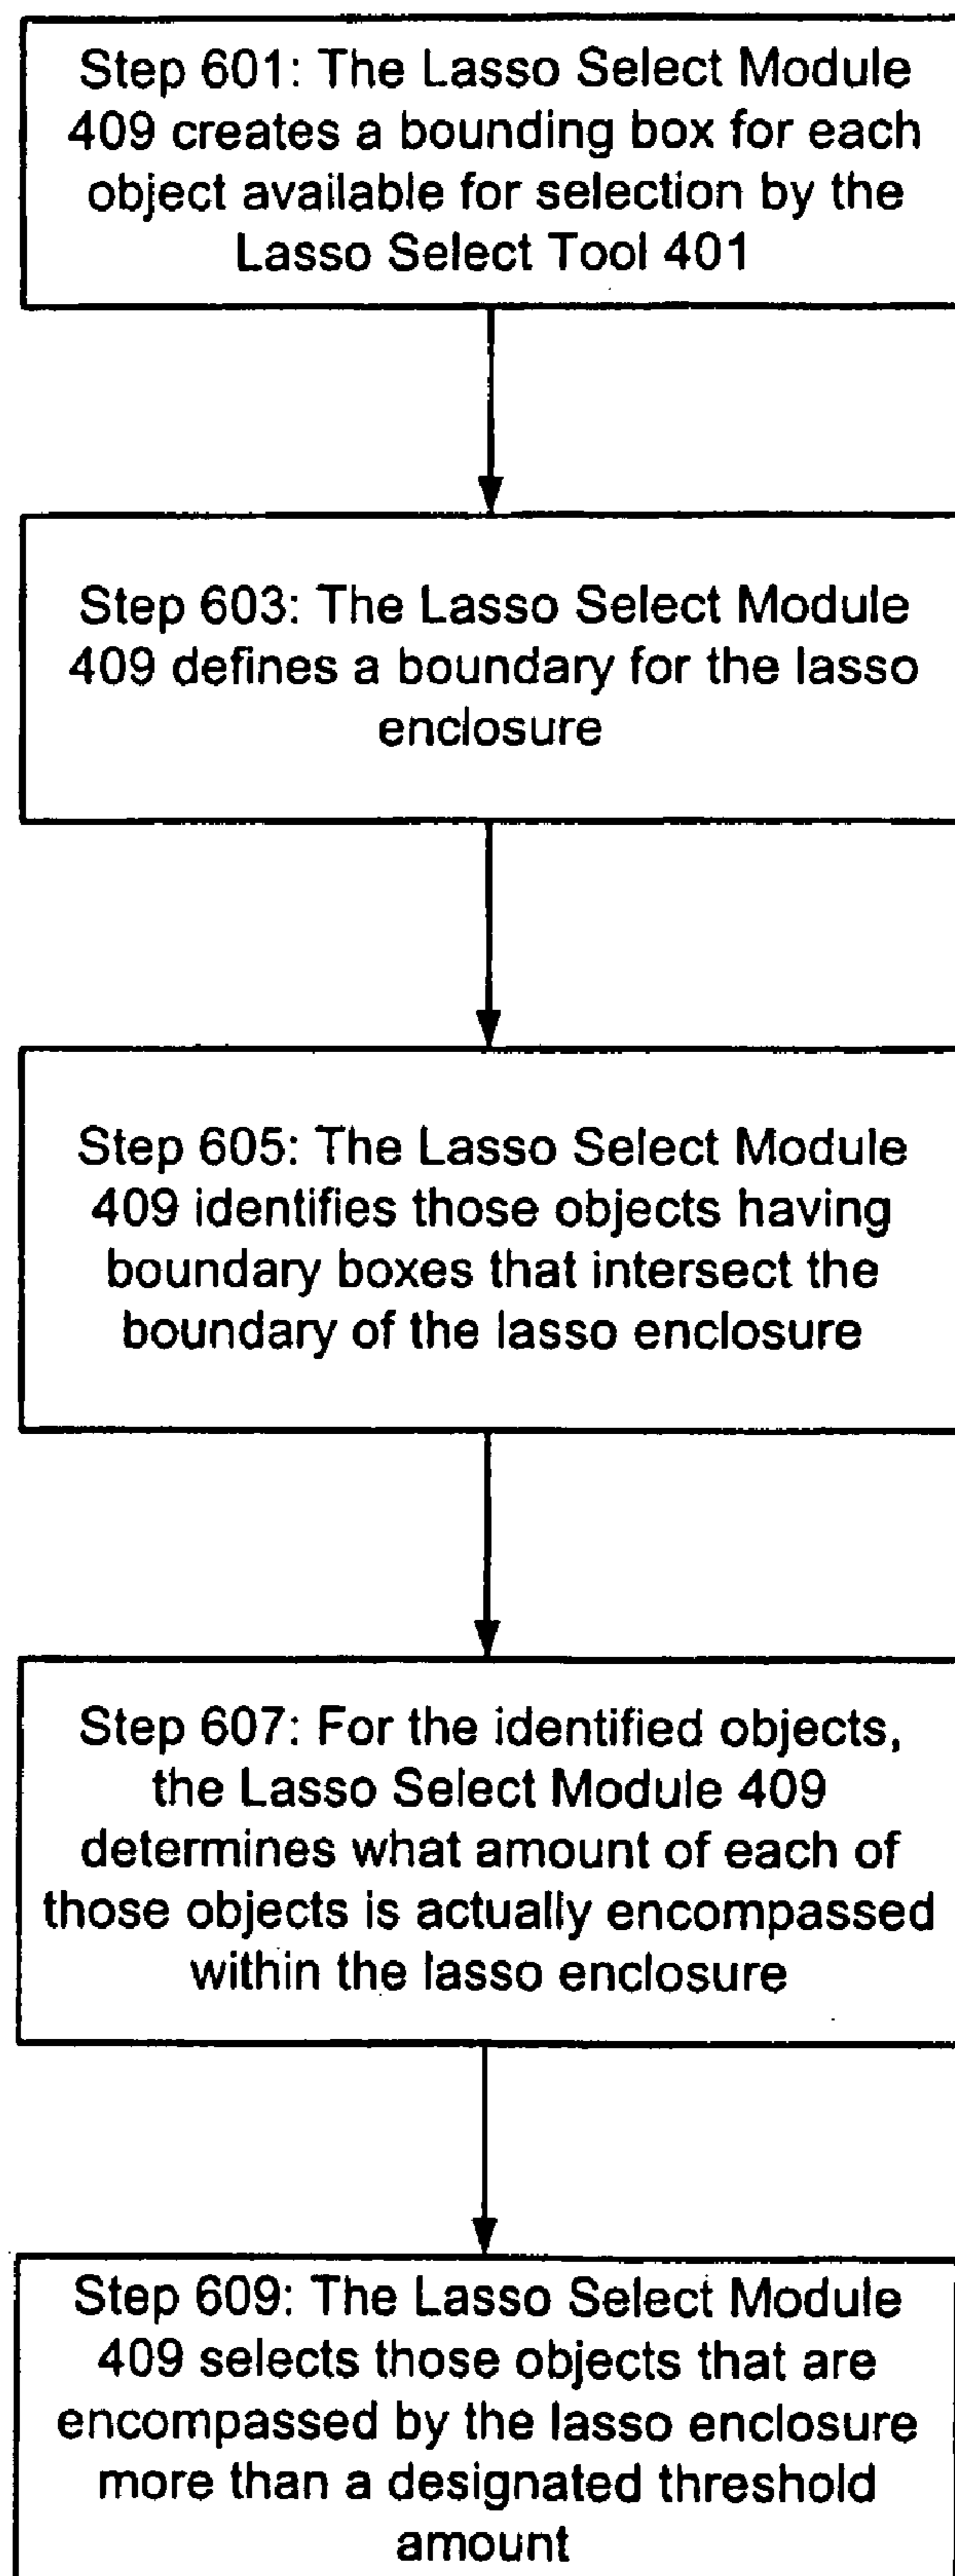 Step 601: The Lasso Select Module
409 creates a bounding box for each
object available for selection by the
Lasso Select Tool 401
Step 603: The Lasso Select Module
409 defines a boundary for the lasso
enclosure
Step 605: The Lasso Select Module
409 identifies those objects having
boundary boxes that intersect the
boundary of the lasso enclosure
Step 607: For the identified objects,
the Lasso Select Module 409
determines what amount of each of
those objects is actually encompassed
within the lasso enclosure
Step 609: The Lasso Select Module
409 selects those objects that are
encompassed by the lasso enclosure
more than a designated threshold
amount